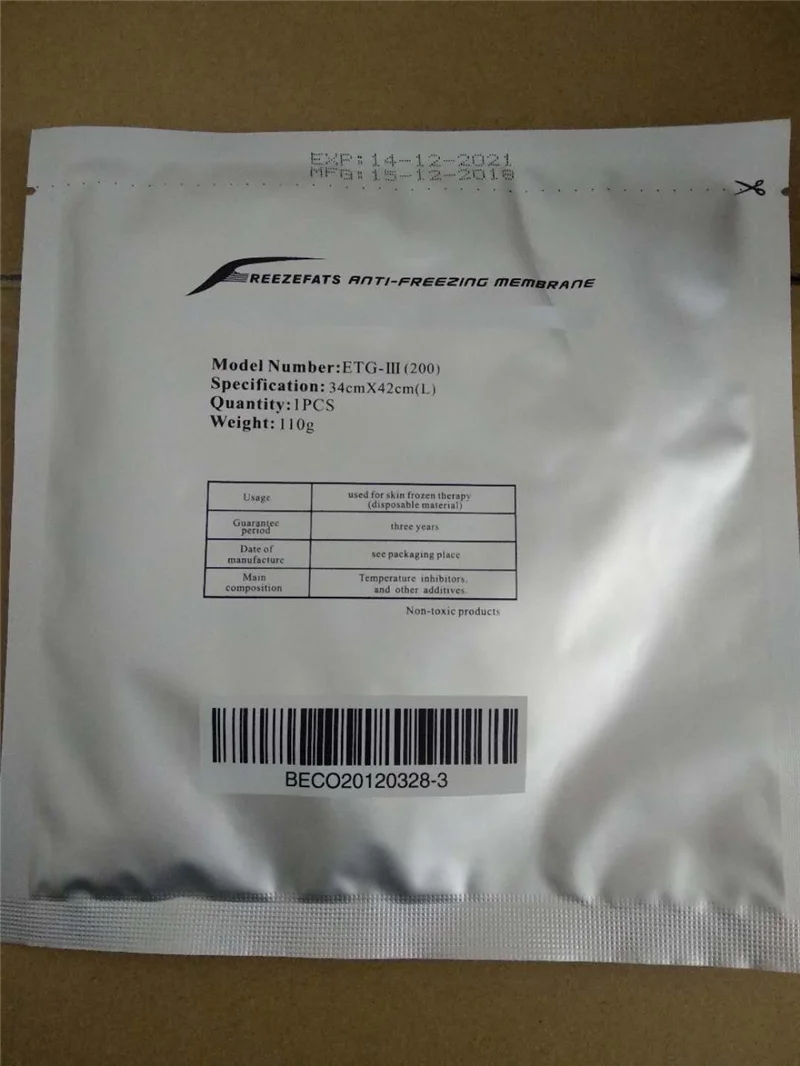 EXP: 14-12-2021
MFG: 15-12-2018
FREEZEFATS ANTI-FREEZING MEMBRANE
Model Number:ETG-III(200)
Specification: 34cmX42cm(L)
Quantity:1PCS
Weight: 110g
Usage
used for skin frozen therapy
(disposable material)
Guarantee
period
three years
Date of
manufacture
see packaging place
Main
composition
Temperature inhibitors.
and other additives.
Non-toxic products
BECO20120328-3